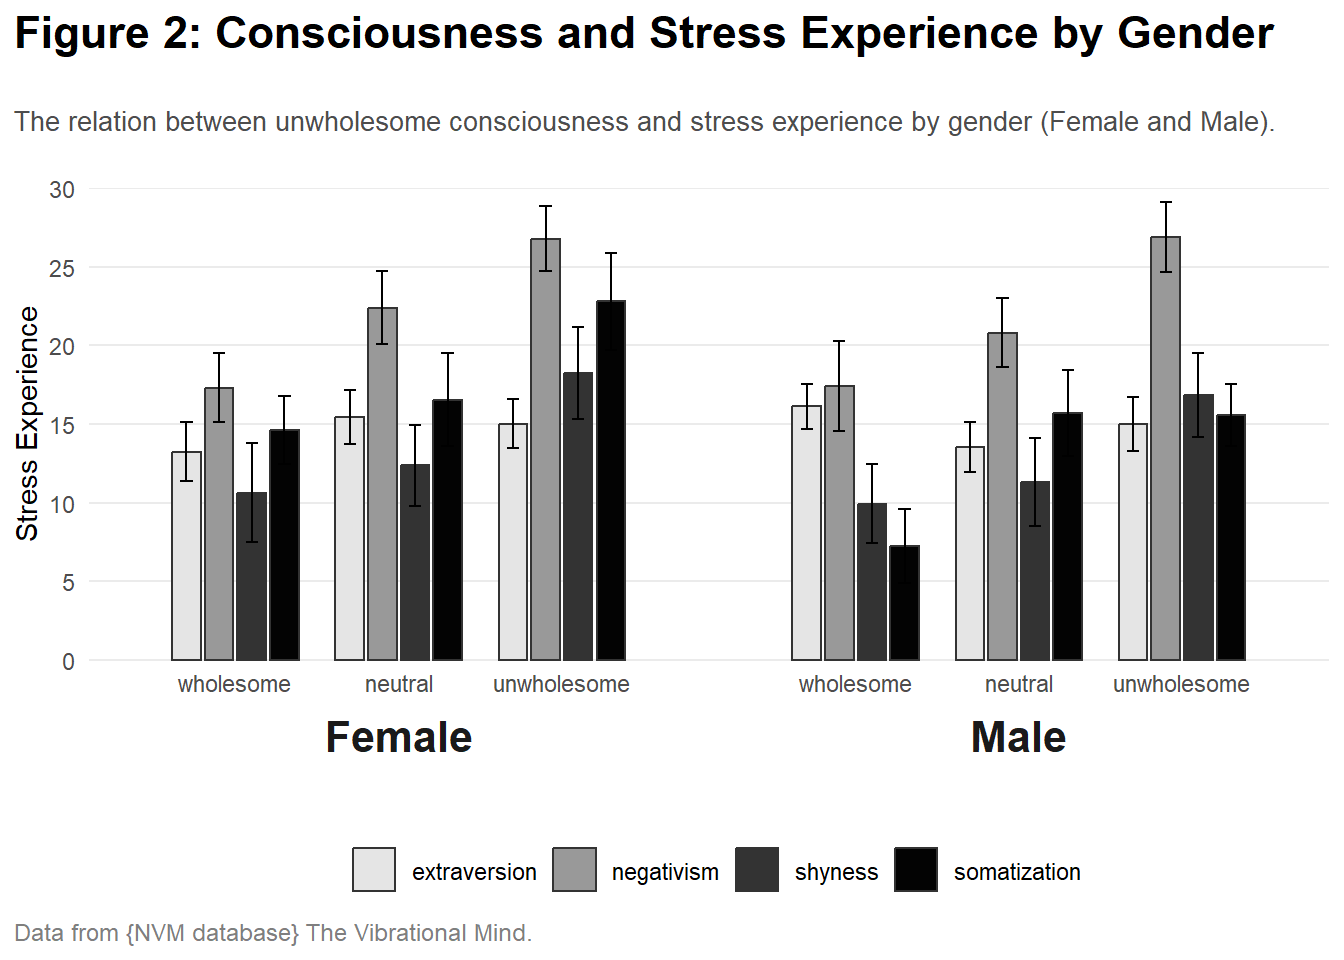 Figure 2: Consciousness and Stress Experience by Gender
The relation between unwholesome consciousness and stress experience by gender (Female and Male).
Stress Experience
30
25
20
15
10
5
0
wholesome neutral unwholesome wholesome neutral unwholesome
Female Male
extraversion negativism shyness somatization
Data from {NVM database} The Vibrational Mind.